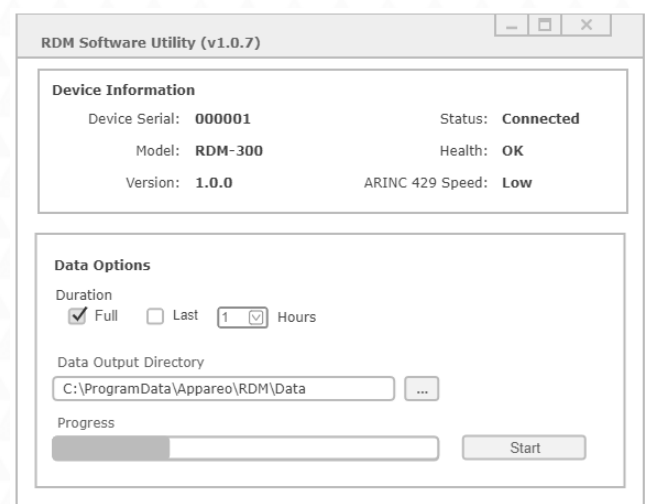 RDM Software Utility (v1.0.7)
Device Information
Device Serial: 000001 Status: Connected
Model: RDM-300 Health: OK
Version: 1.0.0 ARINC 429 Speed: Low
Data Options
Duration
Full Last 1 Hours
Data Output Directory
C:\ProgramData\Appareo\RDM\Data ...
Progress
Start